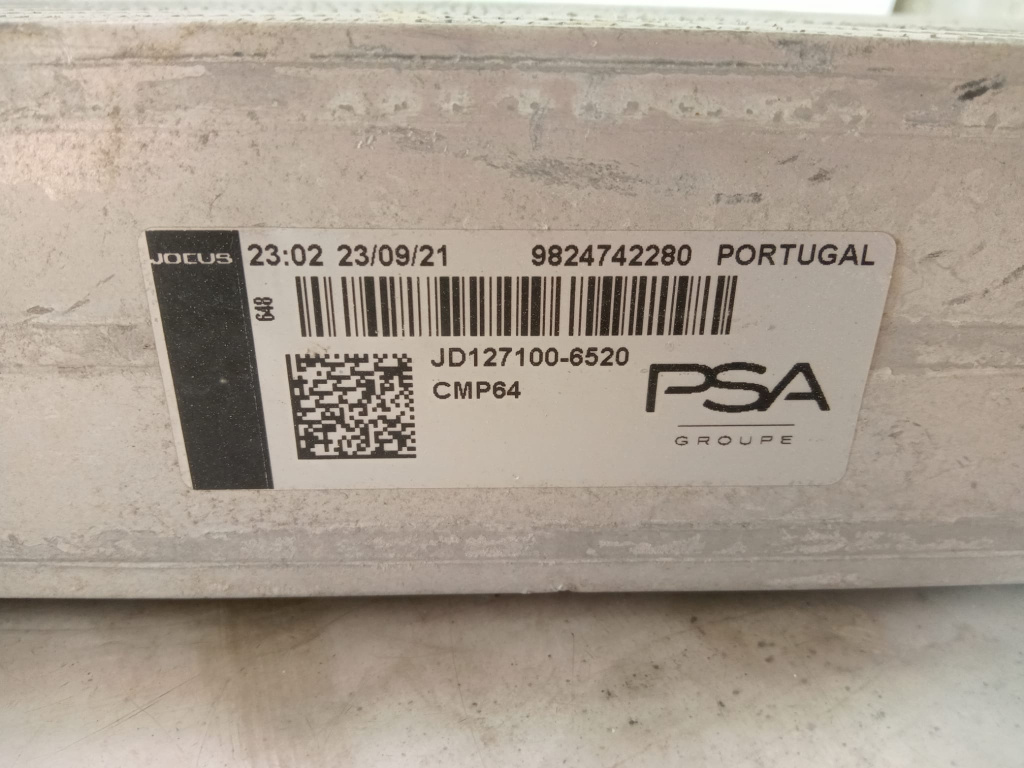 JOCUS 23:02 23/09/21 9824742280 PORTUGAL
648
JD127100-6520
CMP64
PSA
GROUPE